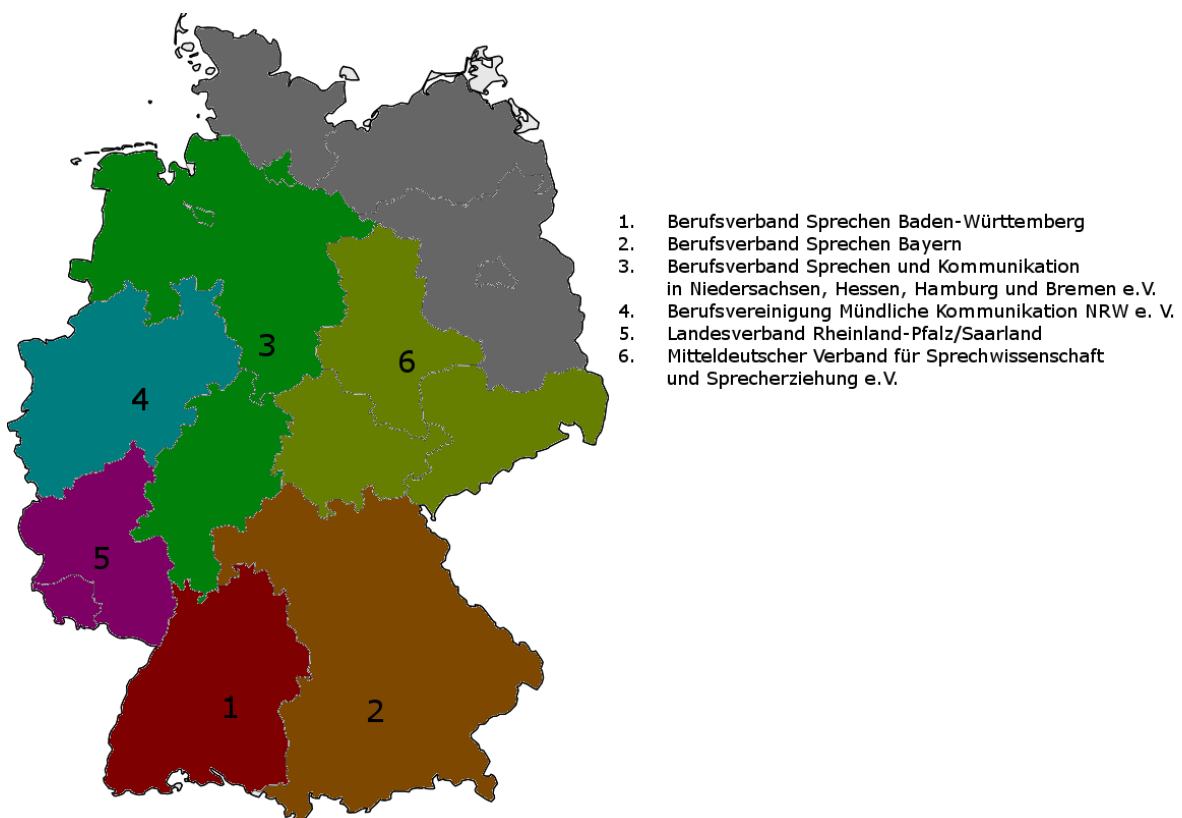 1. Berufsverband Sprechen Baden-Württemberg
2. Berufsverband Sprechen Bayern
3. Berufsverband Sprechen und Kommunikation
in Niedersachsen, Hessen, Hamburg und Bremen e.V.
4. Berufsvereinigung Mündliche Kommunikation NRW e. V.
5. Landesverband Rheinland-Pfalz/Saarland
6. Mitteldeutscher Verband für Sprechwissenschaft
und Sprecherziehung e.V.
3
6
4
5
1
2